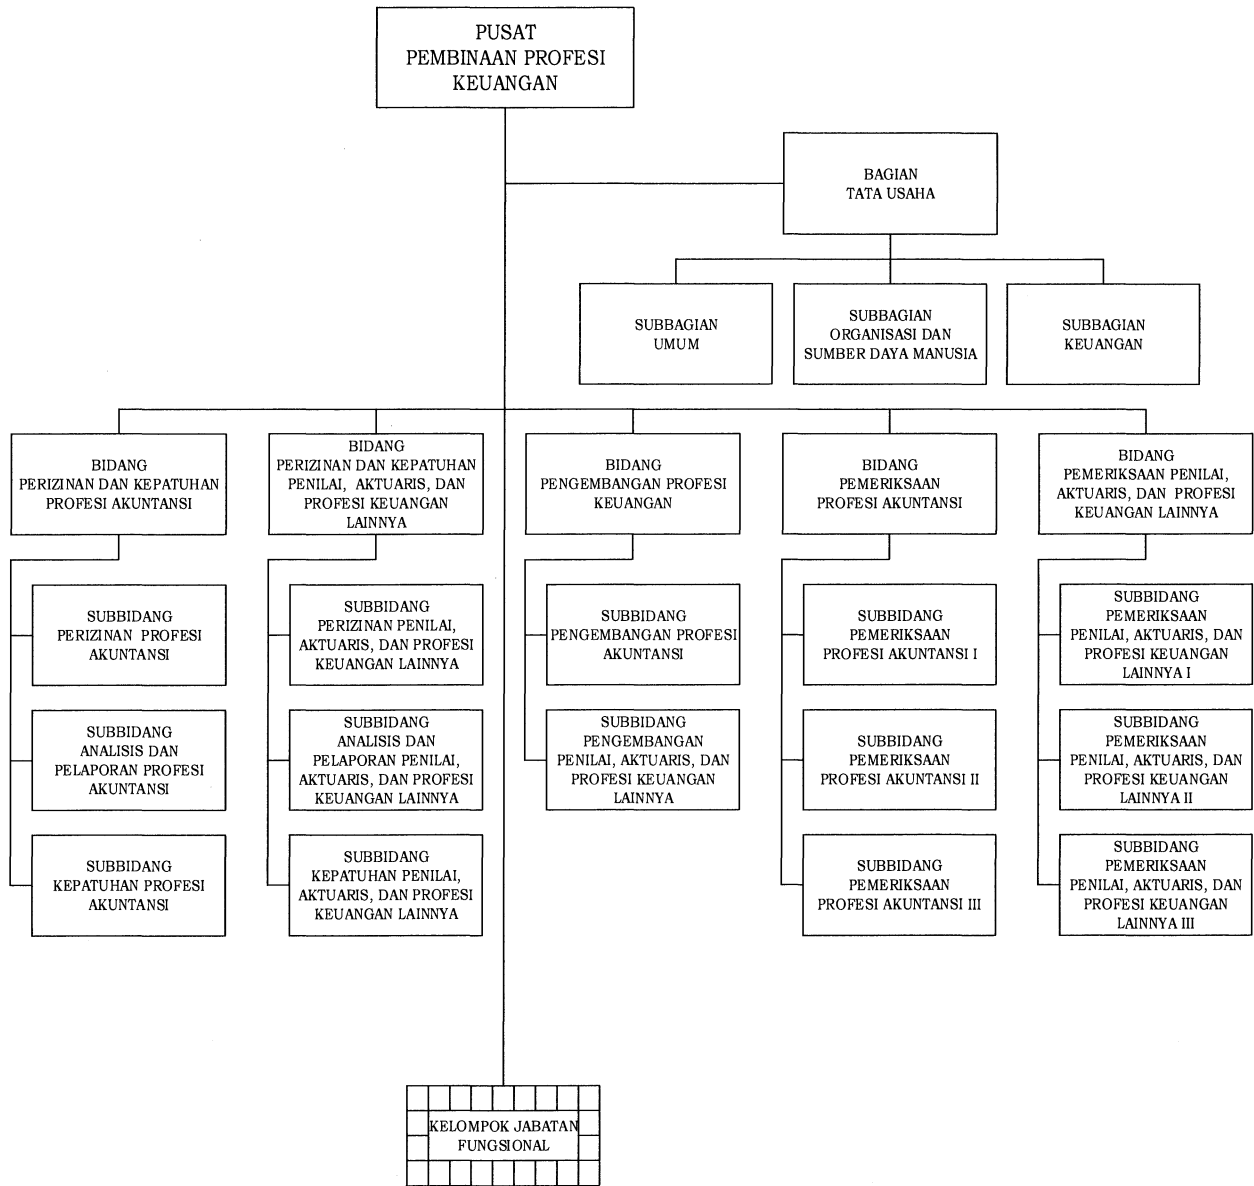 PUSAT
PEMBINAAN PROFESI
KEUANGAN
BAGIAN
TATA USAHA
SUBBAGIAN
UMUM
SUBBAGIAN
ORGANISASI DAN
SUMBER DAYA MANUSIA
SUBBAGIAN
KEUANGAN
BIDANG
PERIZINAN DAN KEPATUHAN
PROFESI AKUNTANSI
BIDANG
PERIZINAN DAN KEPATUHAN
PENILAI, AKTUARIS, DAN
PROFESI KEUANGAN
LAINNYA
BIDANG
PENGEMBANGAN PROFESI
KEUANGAN
BIDANG
PEMERIKSAAN
PROFESI AKUNTANSI
BIDANG
PEMERIKSAAN PENILAI,
AKTUARIS, DAN PROFESI
KEUANGAN LAINNYA
SUBBIDANG
PERIZINAN PROFESI
AKUNTANSI
SUBBIDANG
PERIZINAN PENILAI,
AKTUARIS, DAN PROFESI
KEUANGAN LAINNYA
SUBBIDANG
PENGEMBANGAN PROFESI
AKUNTANSI
SUBBIDANG
PEMERIKSAAN
PROFESI AKUNTANSI I
SUBBIDANG
PEMERIKSAAN
PENILAI, AKTUARIS, DAN
PROFESI KEUANGAN
LAINNYA I
SUBBIDANG
ANALISIS DAN
PELAPORAN PROFESI
AKUNTANSI
SUBBIDANG
ANALISIS DAN
PELAPORAN PENILAI,
AKTUARIS, DAN PROFESI
KEUANGAN LAINNYA
SUBBIDANG
PENGEMBANGAN
PENILAI, AKTUARIS, DAN
PROFESI KEUANGAN
LAINNYA
SUBBIDANG
PEMERIKSAAN
PROFESI AKUNTANSI II
SUBBIDANG
PEMERIKSAAN
PENILAI, AKTUARIS, DAN
PROFESI KEUANGAN
LAINNYA II
SUBBIDANG
KEPATUHAN PROFESI
AKUNTANSI
SUBBIDANG
KEPATUHAN PENILAI,
AKTUARIS, DAN PROFESI
KEUANGAN LAINNYA
SUBBIDANG
PEMERIKSAAN
PROFESI AKUNTANSI III
SUBBIDANG
PEMERIKSAAN
PENILAI, AKTUARIS, DAN
PROFESI KEUANGAN
LAINNYA III
KELOMPOK JABATAN
FUNGSIONAL